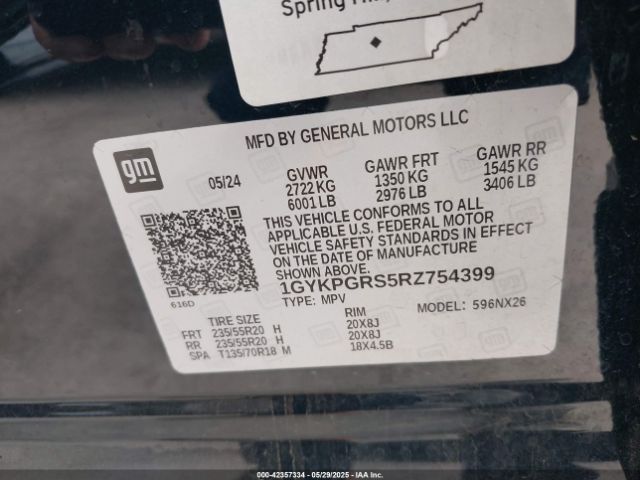 Spring Hill,
MFD BY GENERAL MOTORS LLC
gm
05/24
GVWR
2722 KG
6001 LB
GAWR FRT
1350 KG
2976 LB
GAWR RR
1545 KG
3406 LB
THIS VEHICLE CONFORMS TO ALL
APPLICABLE U.S. FEDERAL MOTOR
VEHICLE SAFETY STANDARDS IN EFFECT
ON THE DATE OF MANUFACTURE
SHOWN ABOVE.
1GYKPGRS5RZ754399
616D
TYPE: MPV
MODEL: 596NX26
TIRE SIZE
RIM
FRT 235/55R20 H 20X8J
RR 235/55R20 H 20X8J
SPA T135/70R18 M 18X4.5B
000-42357334 — 05/29/2025 — IAA Inc.